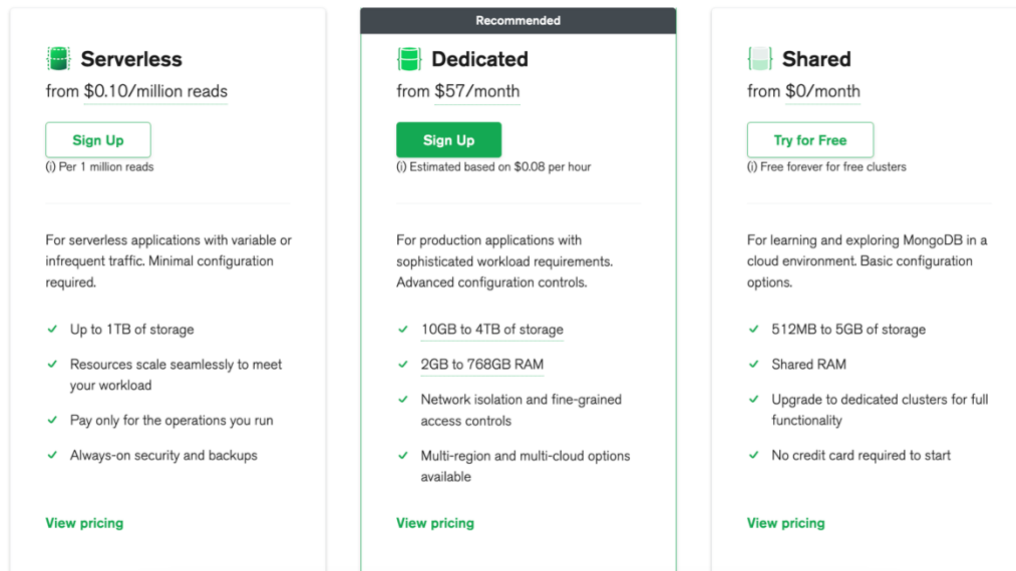 Recommended
Serverless
from $0.10/million reads
Sign Up
(i) Per 1 million reads
For serverless applications with variable or
infrequent traffic. Minimal configuration
required.
Up to 1TB of storage
Resources scale seamlessly to meet
your workload
Pay only for the operations you run
Always-on security and backups
View pricing
Dedicated
from $57/month
Sign Up
(i) Estimated based on $0.08 per hour
For production applications with
sophisticated workload requirements.
Advanced configuration controls.
10GB to 4TB of storage
2GB to 768GB RAM
Network isolation and fine-grained
access controls
Multi-region and multi-cloud options
available
View pricing
Shared
from $0/month
Try for Free
(i) Free forever for free clusters
For learning and exploring MongoDB in a
cloud environment. Basic configuration
options.
512MB to 5GB of storage
Shared RAM
Upgrade to dedicated clusters for full
functionality
No credit card required to start
View pricing